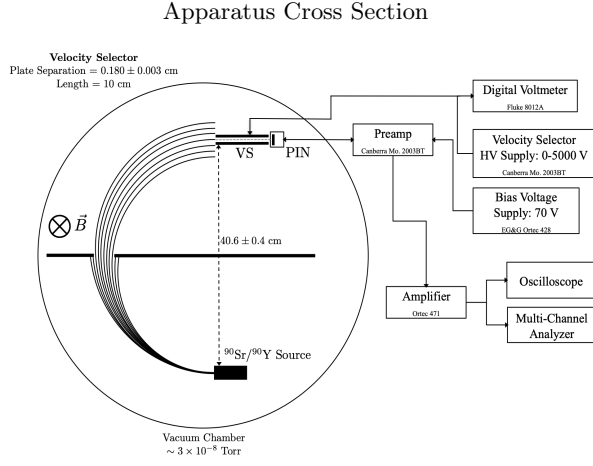 Apparatus Cross Section
Velocity Selector
Plate Separation = 0.180 ± 0.003 cm
Length = 10 cm
Digital Voltmeter
Fluke 8012A
Preamp
Canberra Mo. 2003BT
Velocity Selector
HV Supply: 0-5000 V
Canberra Mo. 2003BT
VS
PIN
Bias Voltage
Supply: 70 V
EG&G Ortec 428
B⃗
40.6 ± 0.4 cm
Oscilloscope
Amplifier
Ortec 471
Multi-Channel
Analyzer
⁹⁰Sr/⁹⁰Y Source
Vacuum Chamber
∼ 3 × 10⁻⁸ Torr